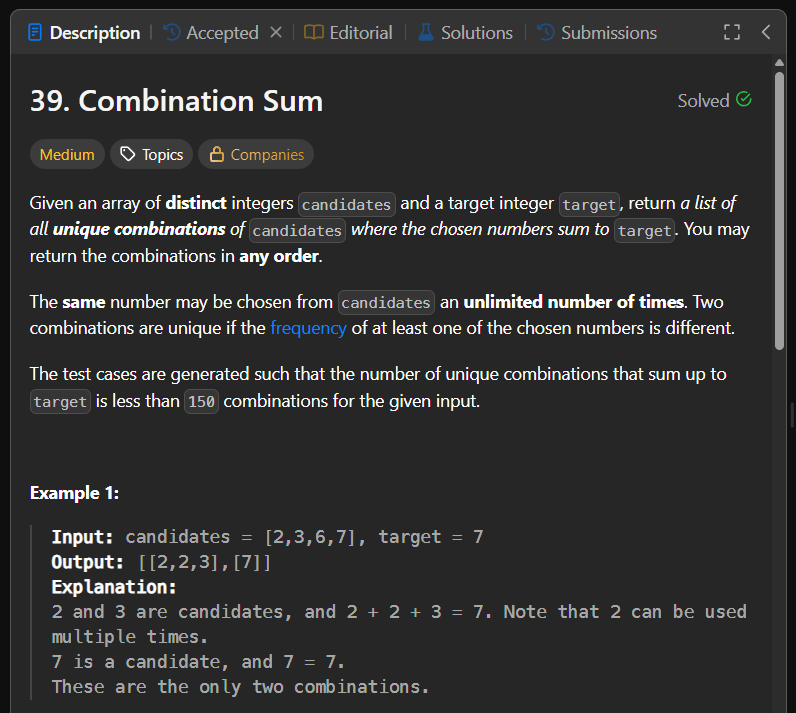 Description Accepted Editorial Solutions Submissions
39. Combination Sum
Solved
Medium Topics Companies
Given an array of distinct integers candidates and a target integer target, return a list of
all unique combinations of candidates where the chosen numbers sum to target. You may
return the combinations in any order.
The same number may be chosen from candidates an unlimited number of times. Two
combinations are unique if the frequency of at least one of the chosen numbers is different.
The test cases are generated such that the number of unique combinations that sum up to
target is less than 150 combinations for the given input.
Example 1:
Input: candidates = [2,3,6,7], target = 7
Output: [[2,2,3],[7]]
Explanation:
2 and 3 are candidates, and 2 + 2 + 3 = 7. Note that 2 can be used
multiple times.
7 is a candidate, and 7 = 7.
These are the only two combinations.